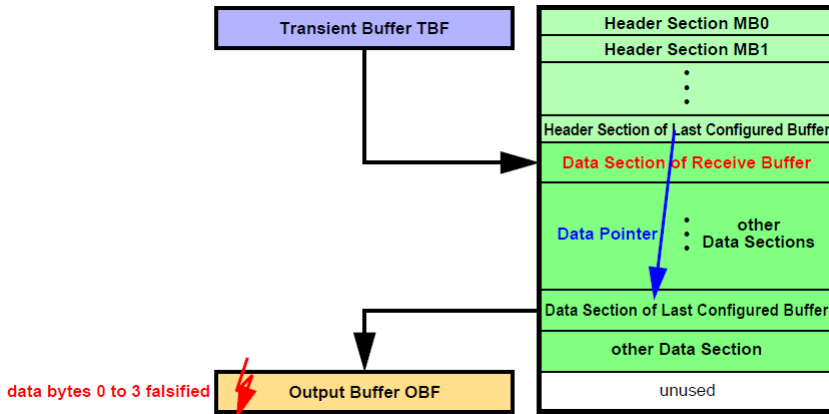 Transient Buffer TBF
Header Section MB0
Header Section MB1
Header Section of Last Configured Buffer
Data Section of Receive Buffer
Data Pointer
other
Data Sections
Data Section of Last Configured Buffer
other Data Section
data bytes 0 to 3 falsified
Output Buffer OBF
unused